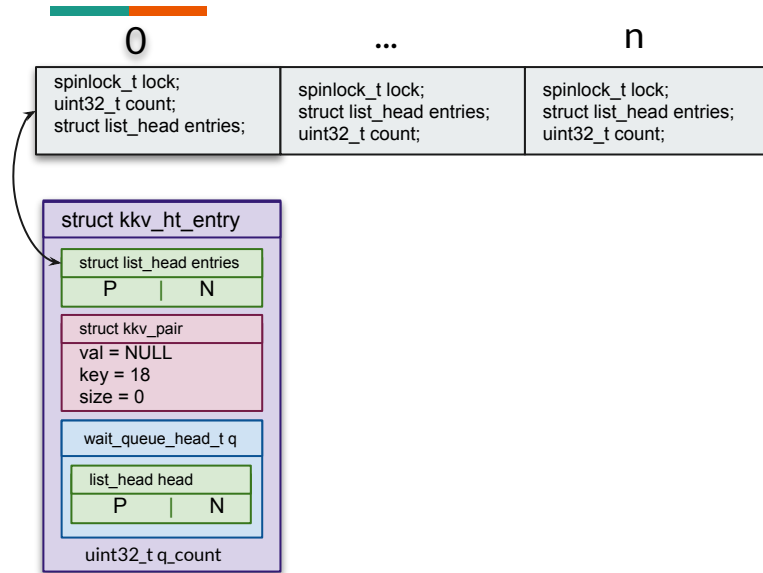 0
...
n
spinlock_t lock;
uint32_t count;
struct list_head entries;
spinlock_t lock;
struct list_head entries;
uint32_t count;
spinlock_t lock;
struct list_head entries;
uint32_t count;
struct kkv_ht_entry
struct list_head entries
P | N
struct kkv_pair
val = NULL
key = 18
size = 0
wait_queue_head_t q
list_head head
P | N
uint32_t q_count